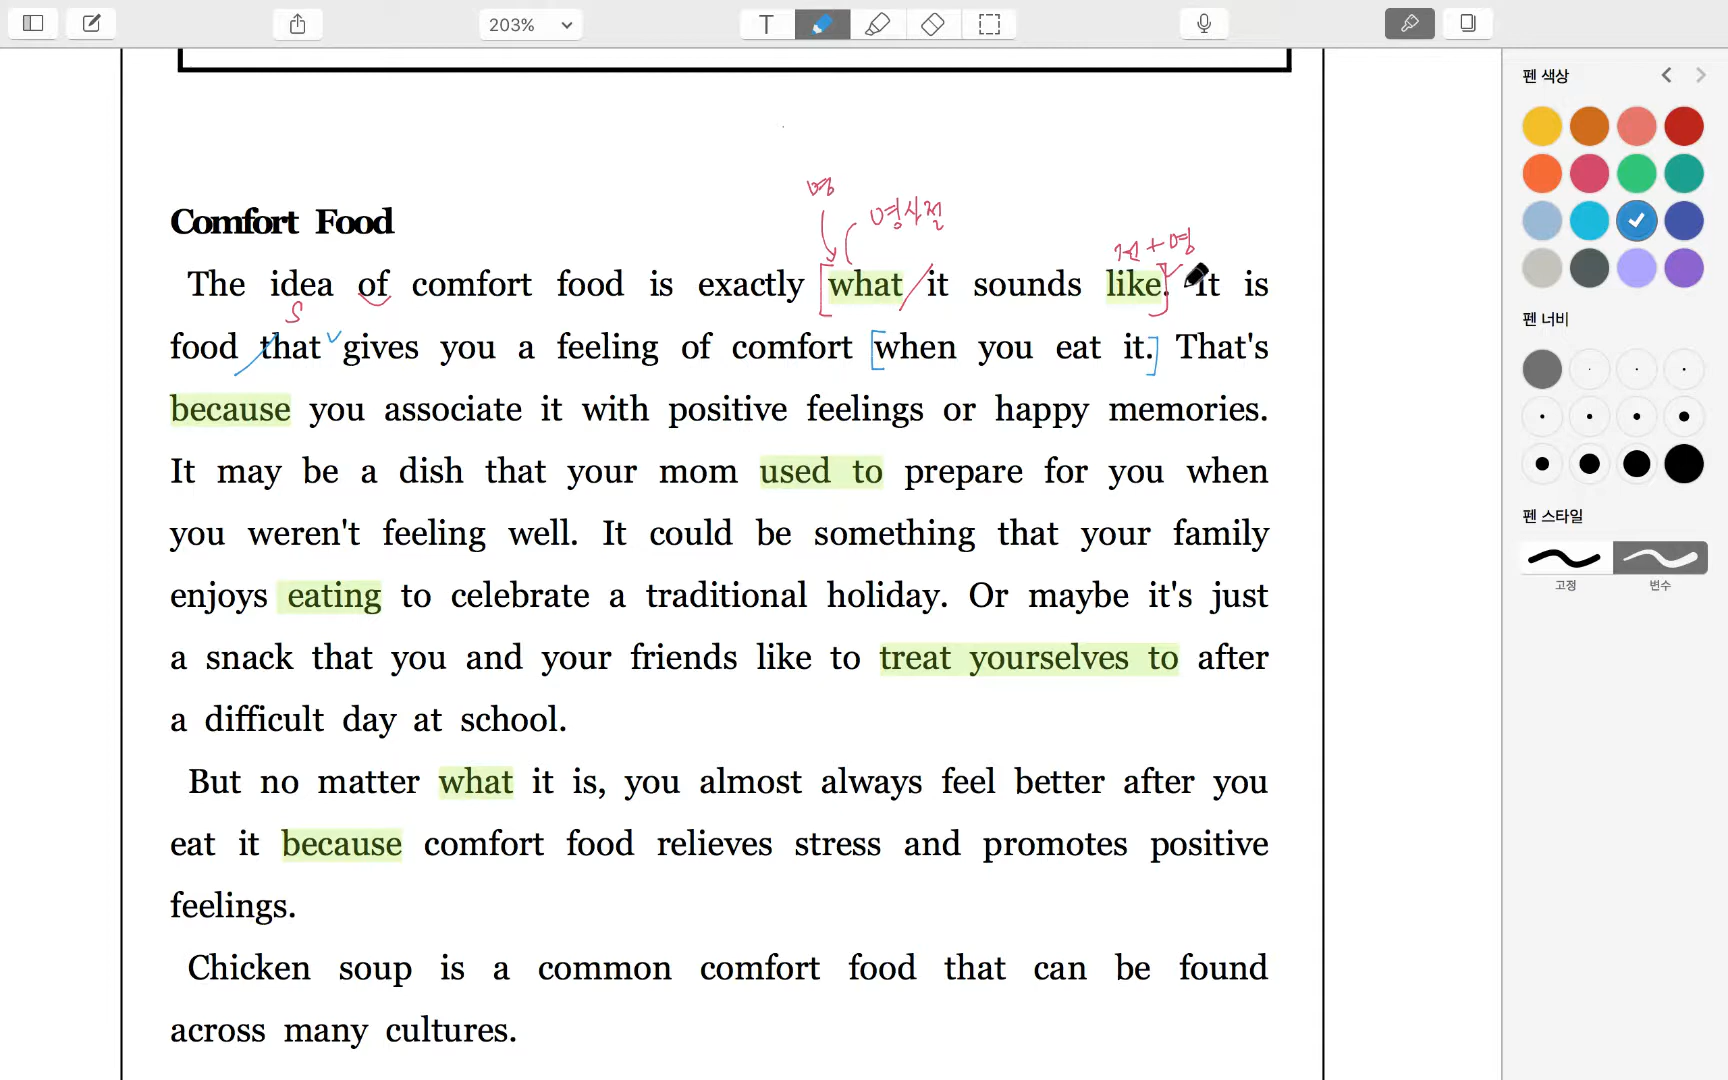 203%
T
펜 색상
명
명사절
Comfort Food
전+명
The idea of comfort food is exactly [what it sounds like]. It is
S
펜 너비
food that v gives you a feeling of comfort [when you eat it.] That's
because you associate it with positive feelings or happy memories.
It may be a dish that your mom used to prepare for you when
펜 스타일
you weren't feeling well. It could be something that your family
고정 변수
enjoys eating to celebrate a traditional holiday. Or maybe it's just
a snack that you and your friends like to treat yourselves to after
a difficult day at school.
But no matter what it is, you almost always feel better after you
eat it because comfort food relieves stress and promotes positive
feelings.
Chicken soup is a common comfort food that can be found
across many cultures.